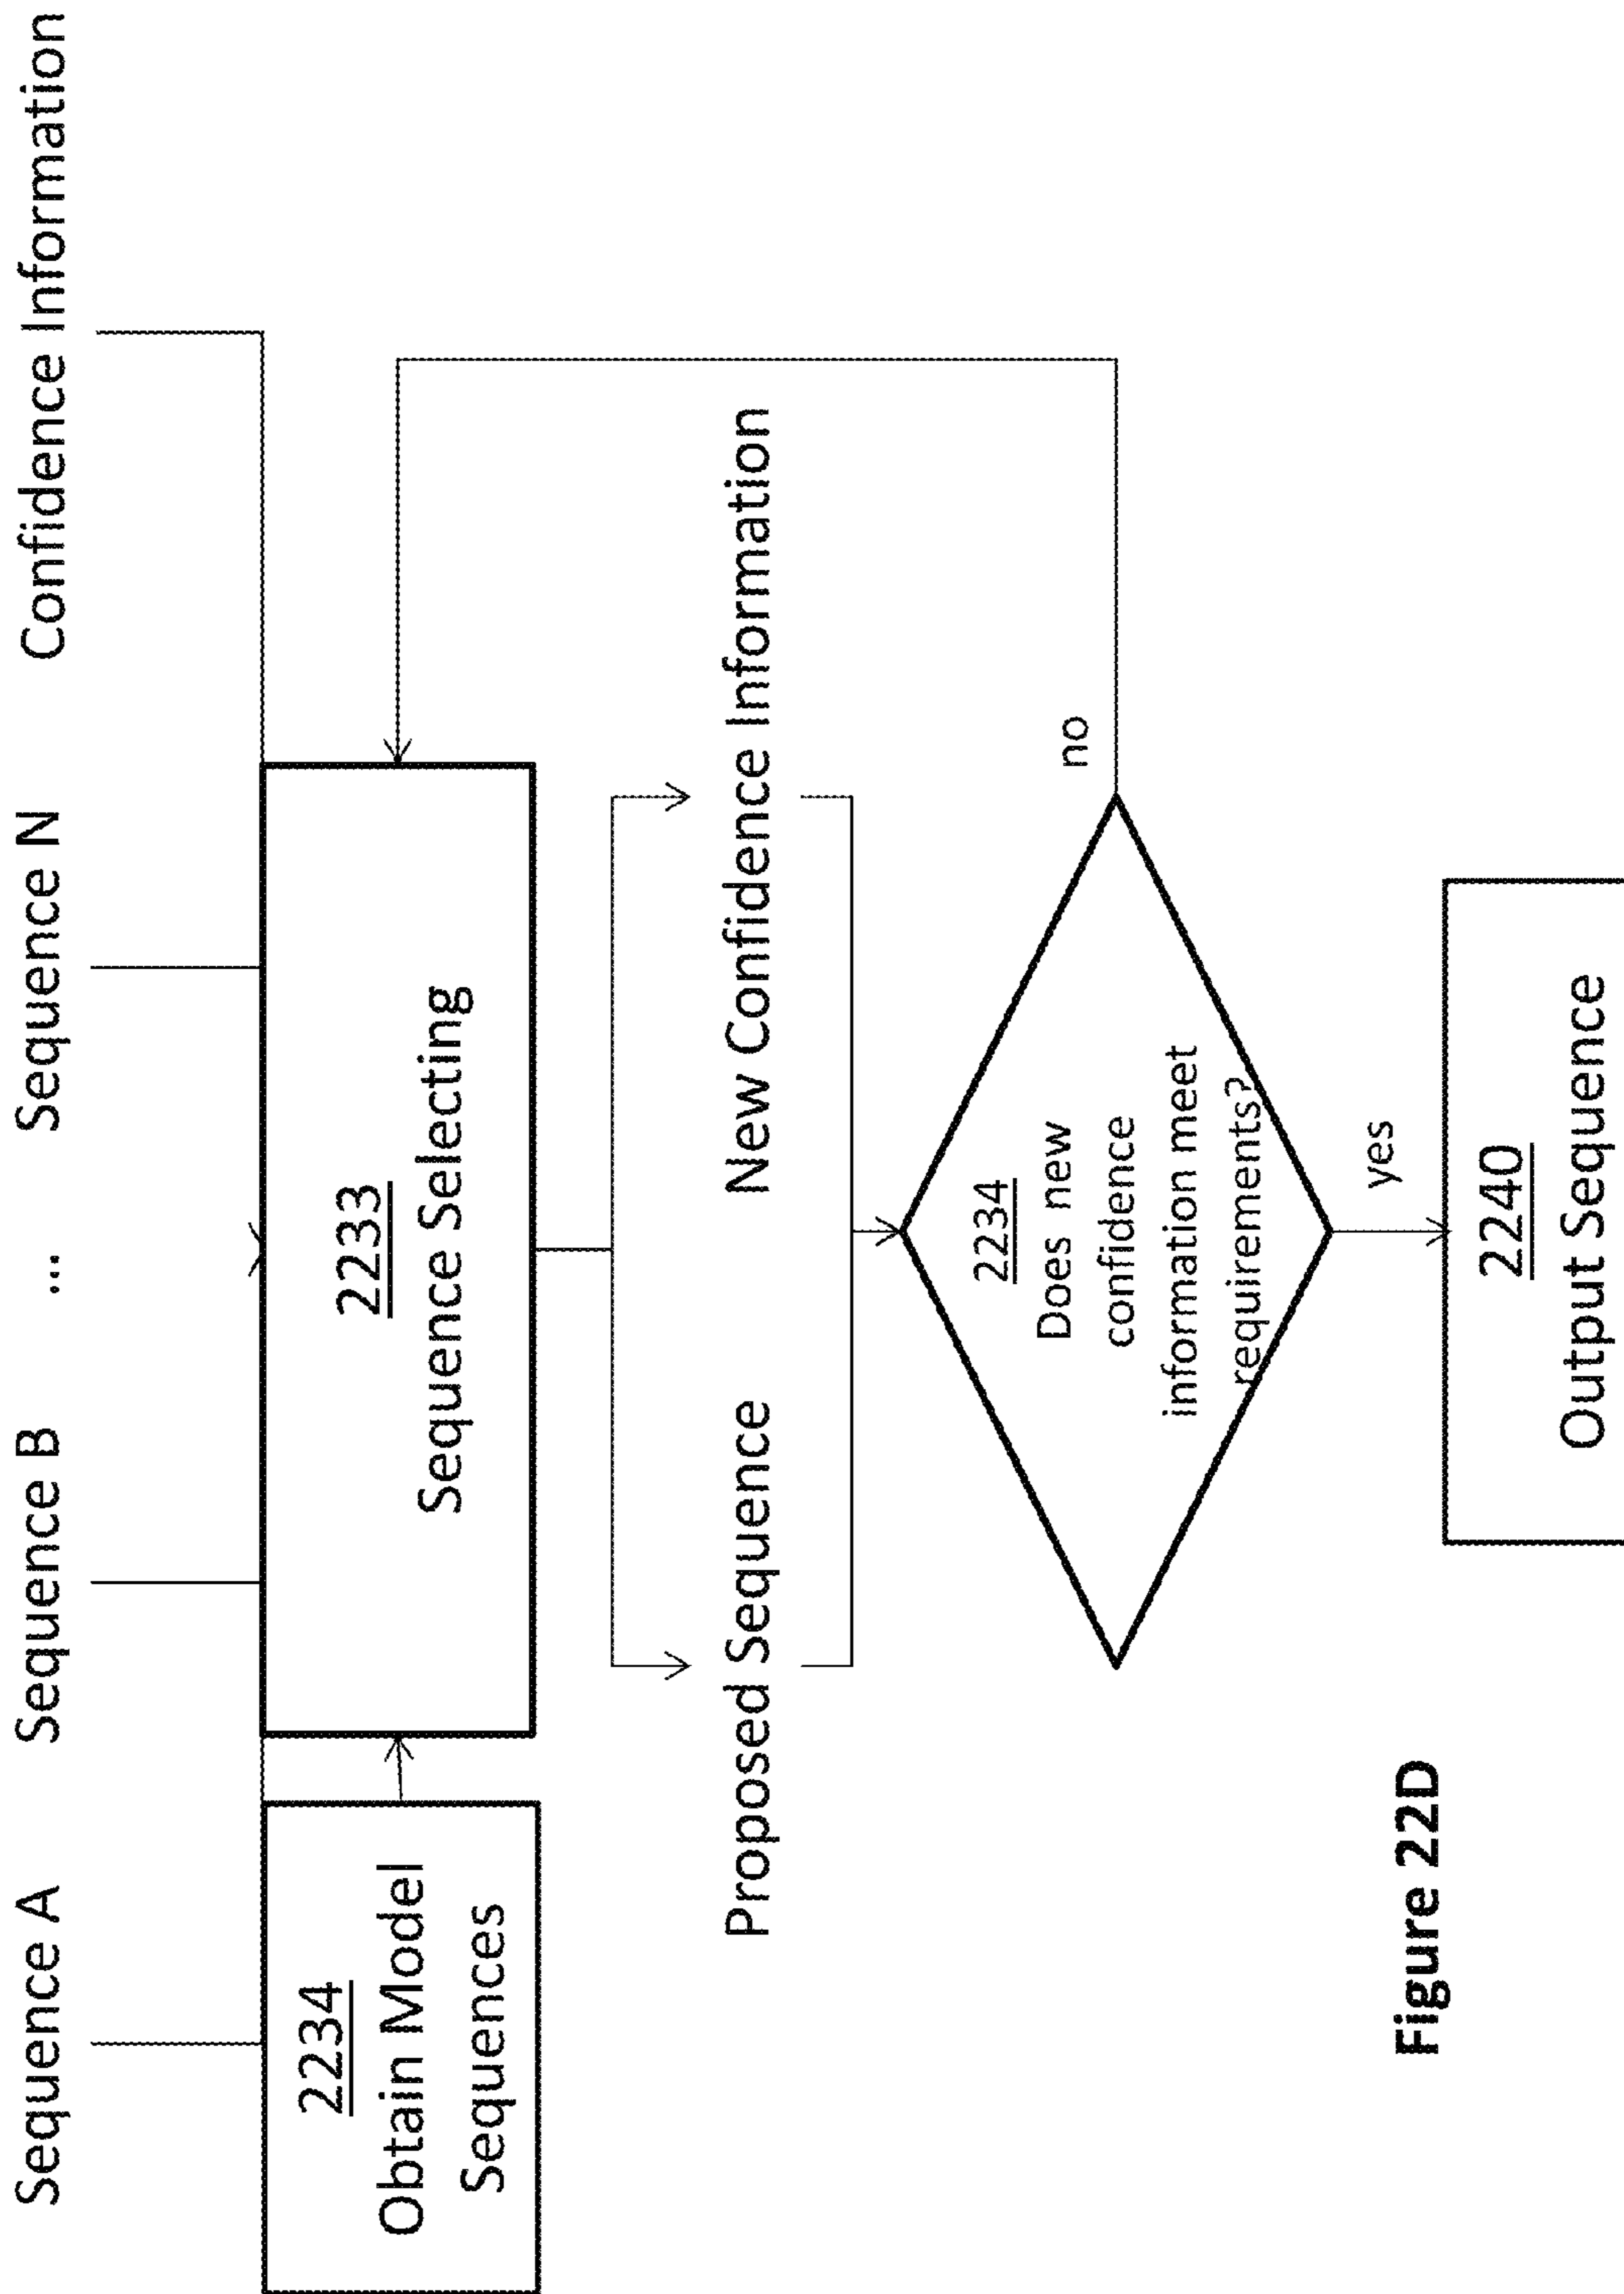 Sequence A Sequence B ... Sequence N Confidence Information
2234
Obtain Model
Sequences
2233
Sequence Selecting
Proposed Sequence
New Confidence Information
2234
Does new
confidence
information meet
requirements?
no
yes
2240
Output Sequence
Figure 22D